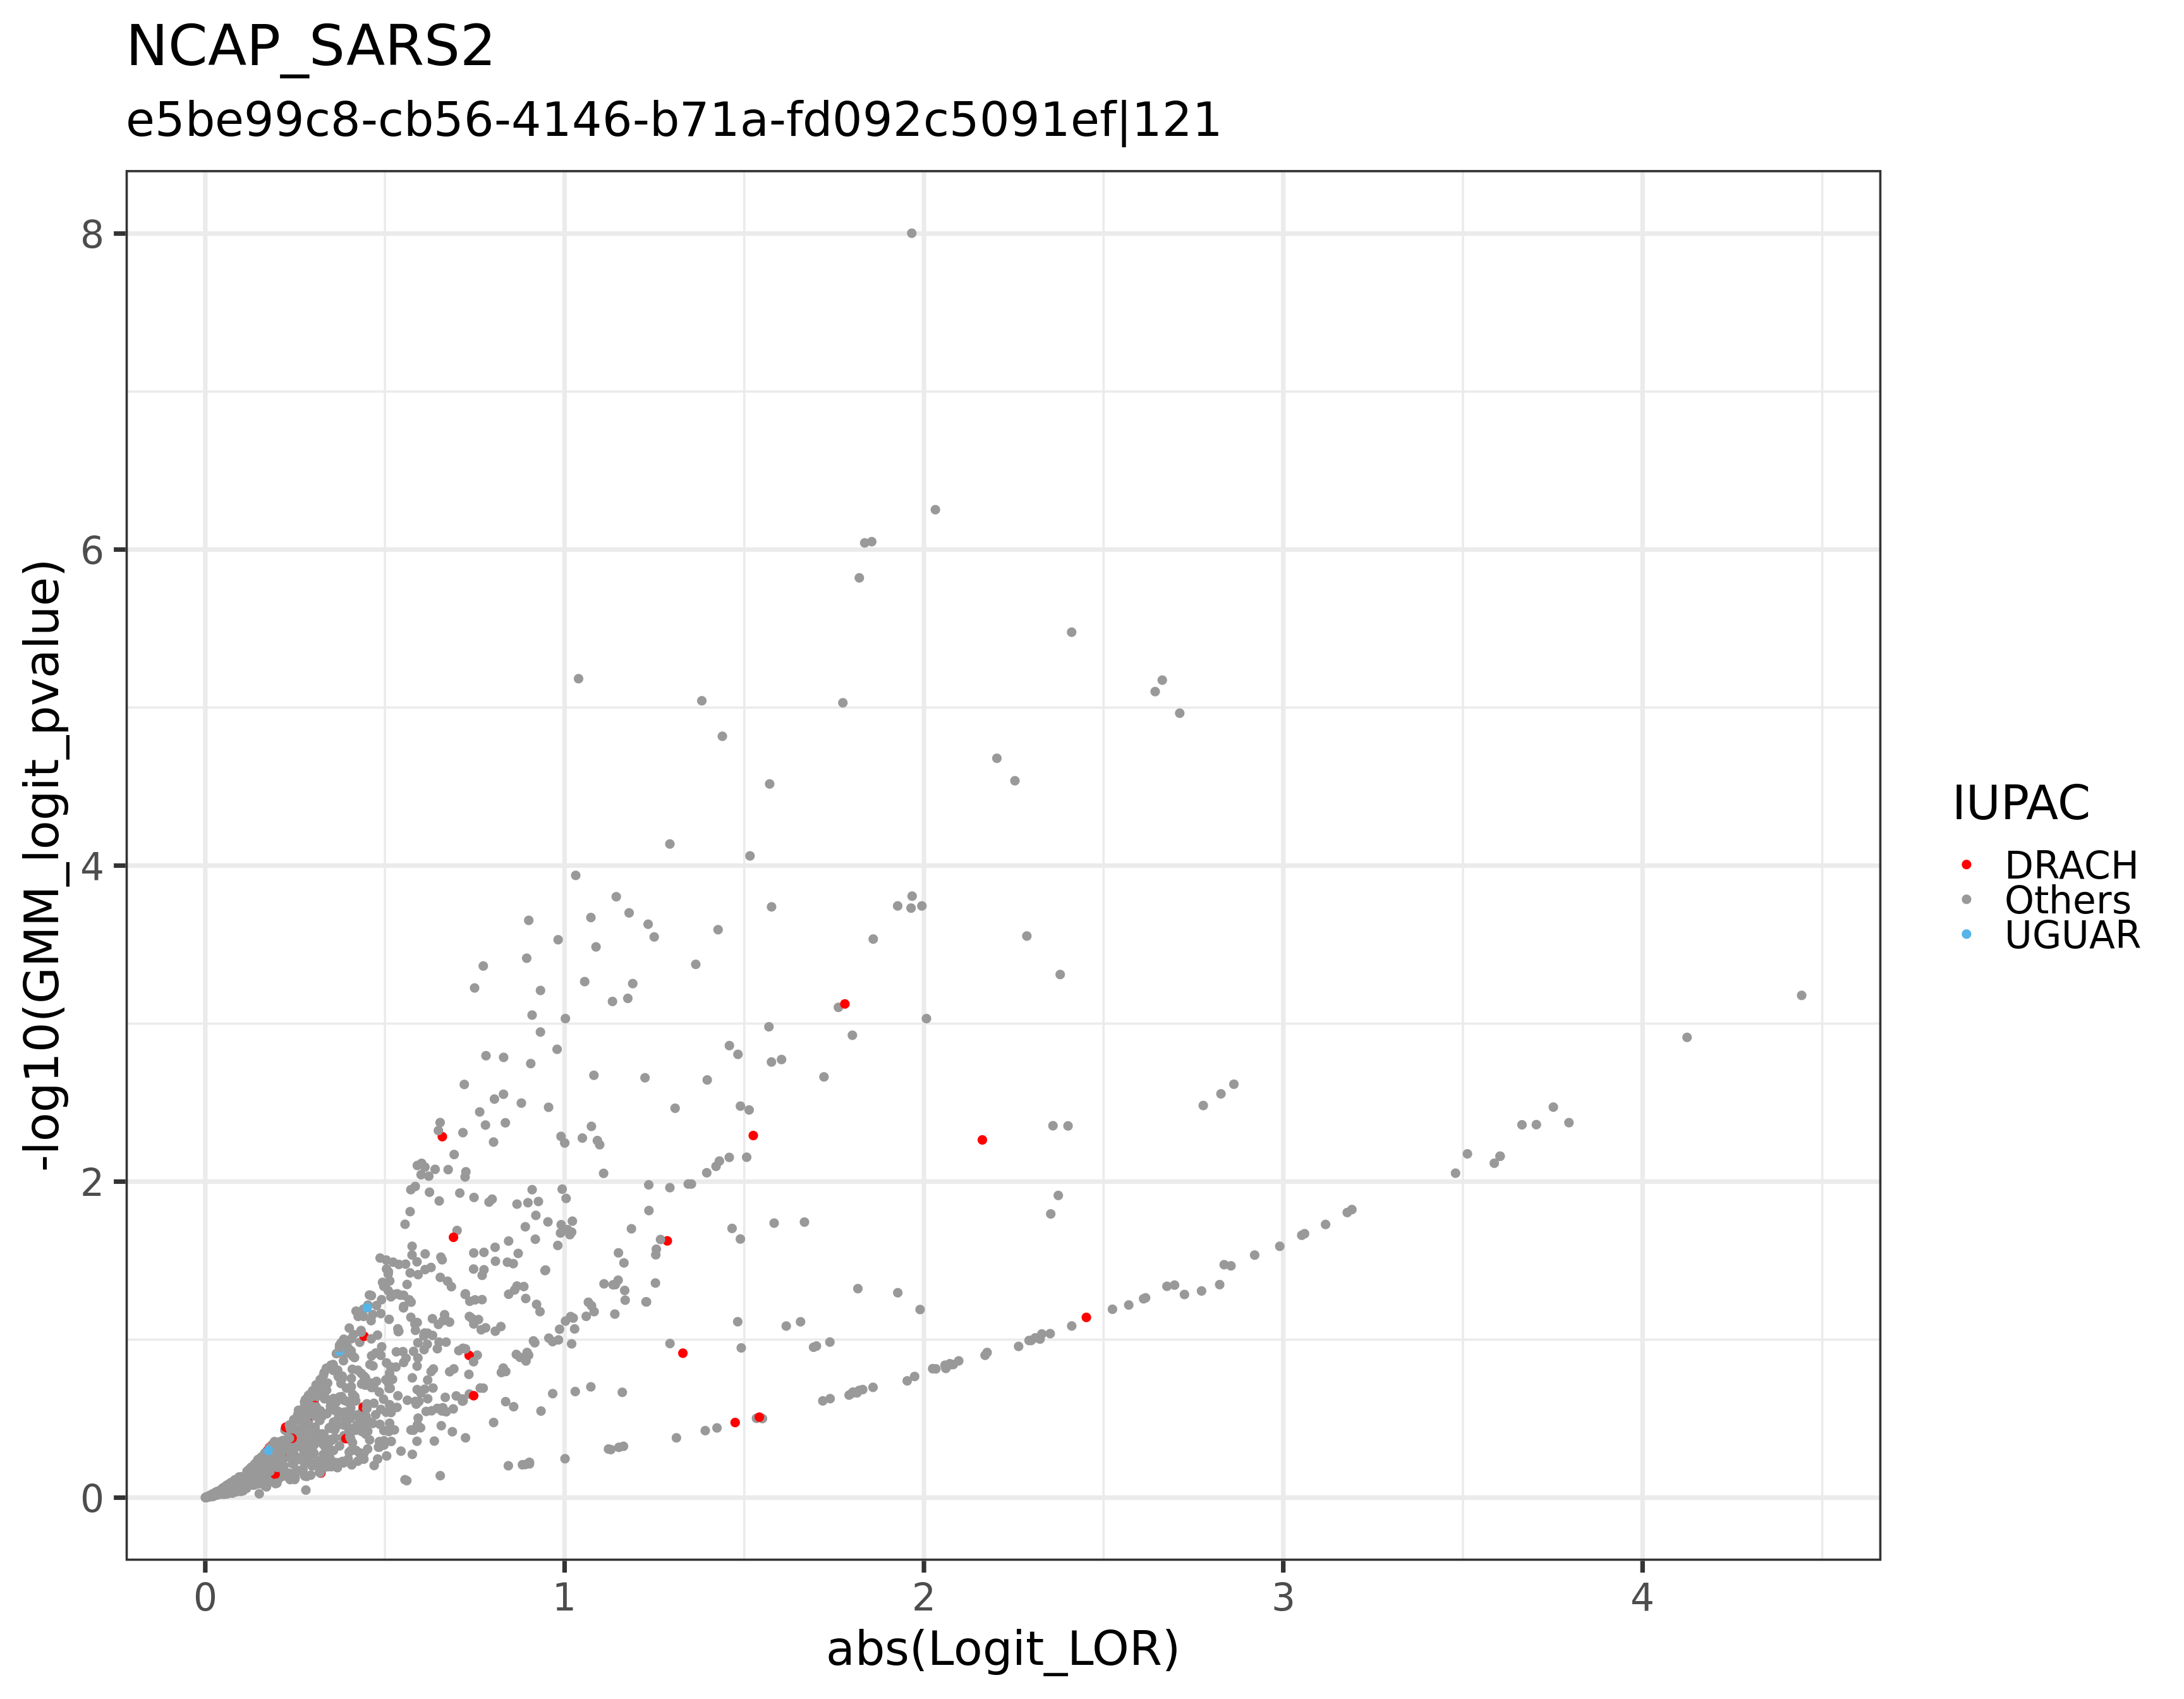 NCAP_SARS2
e5be99c8-cb56-4146-b71a-fd092c5091ef|121
-log10(GMM_logit_pvalue)
8
6
4
2
0
0 1 2 3 4
abs(Logit_LOR)
IUPAC
DRACH
Others
UGUAR